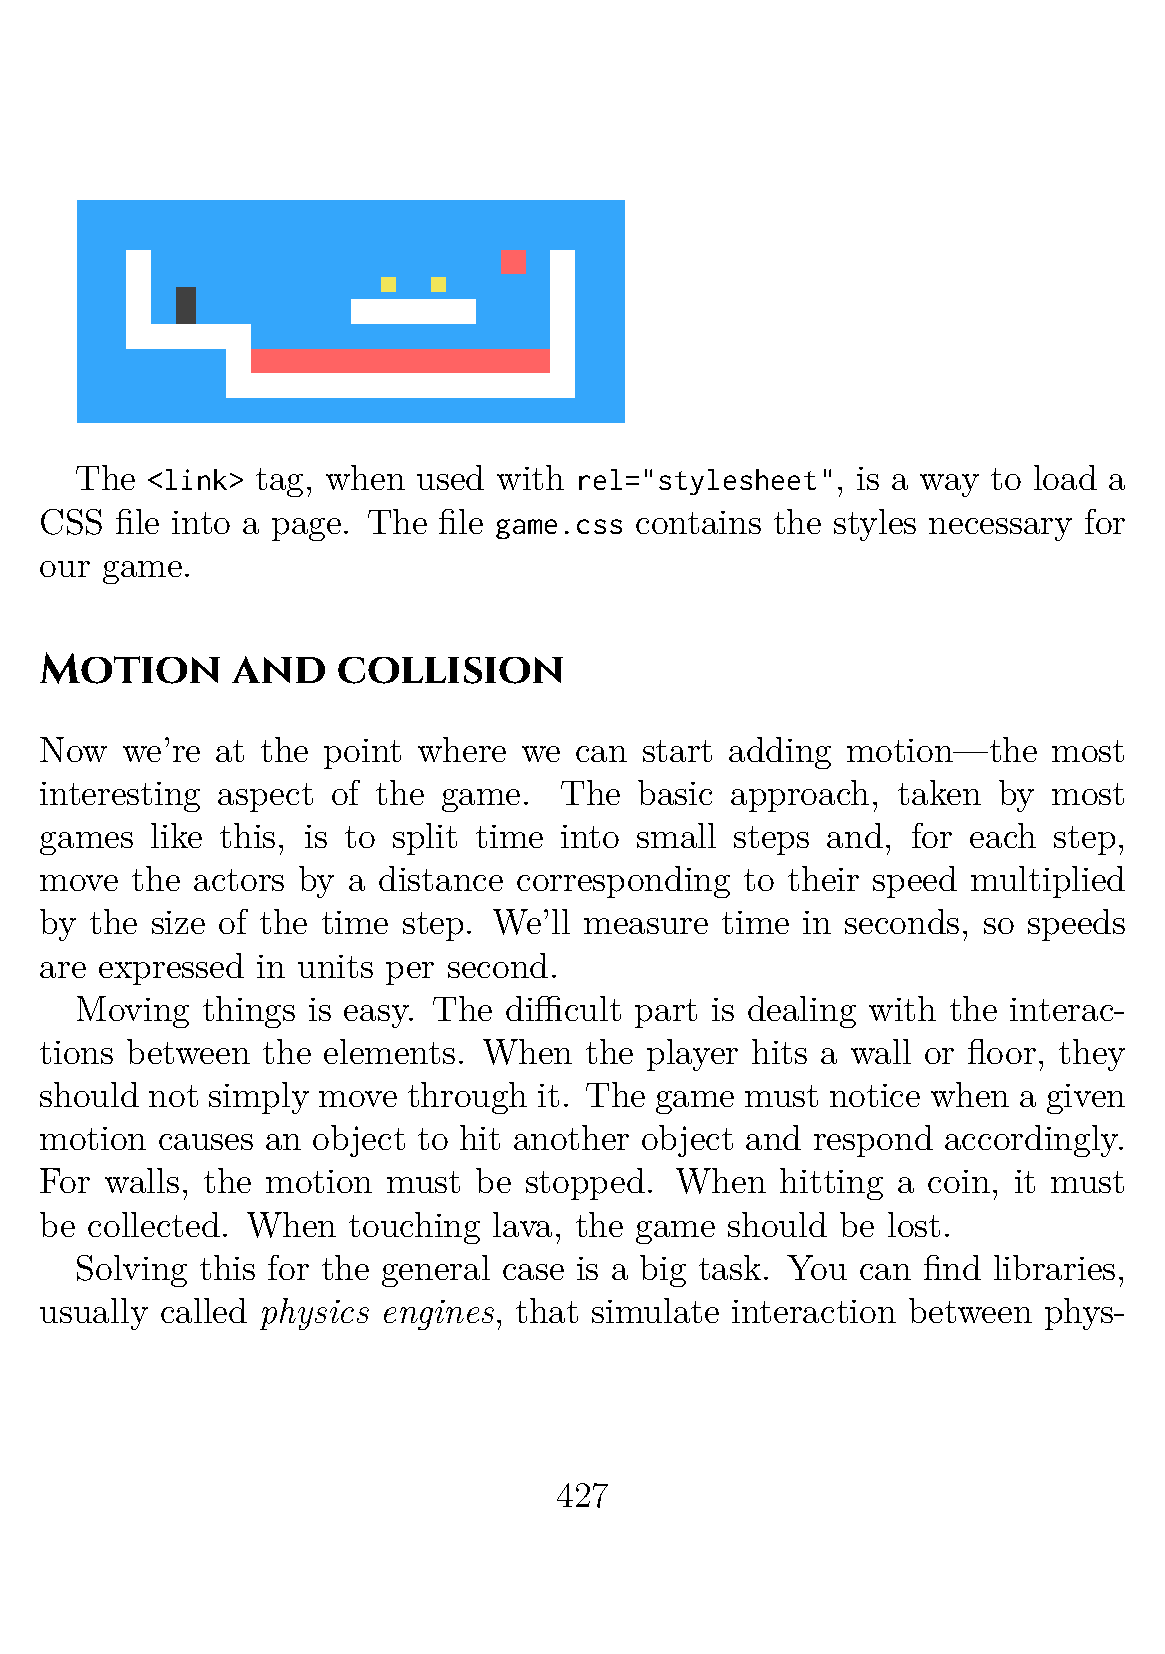 The <link> tag, when used with rel="stylesheet", is a way to load a
CSS file into a page. The file game.css contains the styles necessary for
our game.
Motion and collision
Now we're at the point where we can start adding motion—the most
interesting aspect of the game. The basic approach, taken by most
games like this, is to split time into small steps and, for each step,
move the actors by a distance corresponding to their speed multiplied
by the size of the time step. We'll measure time in seconds, so speeds
are expressed in units per second.
Moving things is easy. The difficult part is dealing with the interac-
tions between the elements. When the player hits a wall or floor, they
should not simply move through it. The game must notice when a given
motion causes an object to hit another object and respond accordingly.
For walls, the motion must be stopped. When hitting a coin, it must
be collected. When touching lava, the game should be lost.
Solving this for the general case is a big task. You can find libraries,
usually called physics engines, that simulate interaction between phys-
427